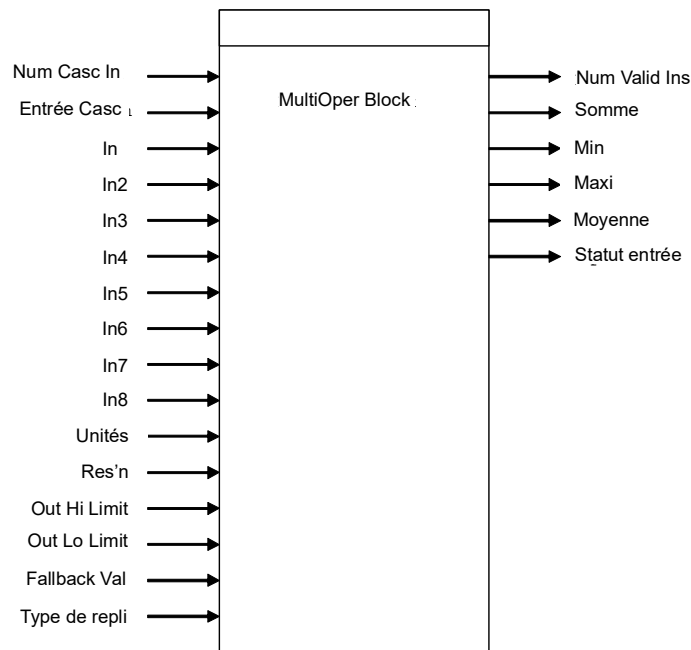 Num Casc In
Entrée Casc
In
In2
In3
In4
In5
In6
In7
In8
Unités
Res'n
Out Hi Limit
Out Lo Limit
Fallback Val
Type de repli
MultiOper Block
Num Valid Ins
Somme
Min
Maxi
Moyenne
Statut entrée